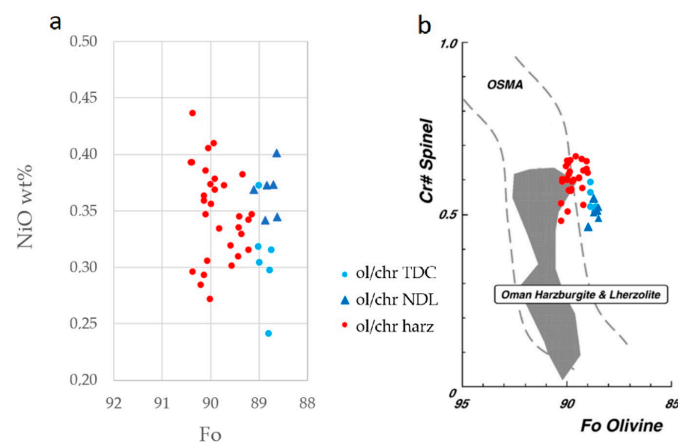 a
0.50
0.45
0.40
0.35
0.30
0.25
0.20
NiO wt%
92 91 90 89 88
Fo
ol/chr TDC
ol/chr NDL
ol/chr harz
b
1.0
0.5
0
Cr# Spinel
OSMA
Oman Harzburgite & Lherzolite
95 90 85
Fo Olivine